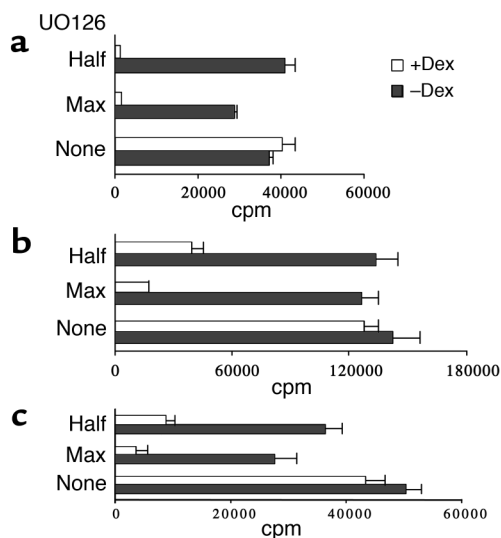 UO126
a
Half
Max
None
+Dex
–Dex
0 20000 40000 60000
cpm
b
Half
Max
None
0 60000 120000 180000
cpm
c
Half
Max
None
0 20000 40000 60000
cpm